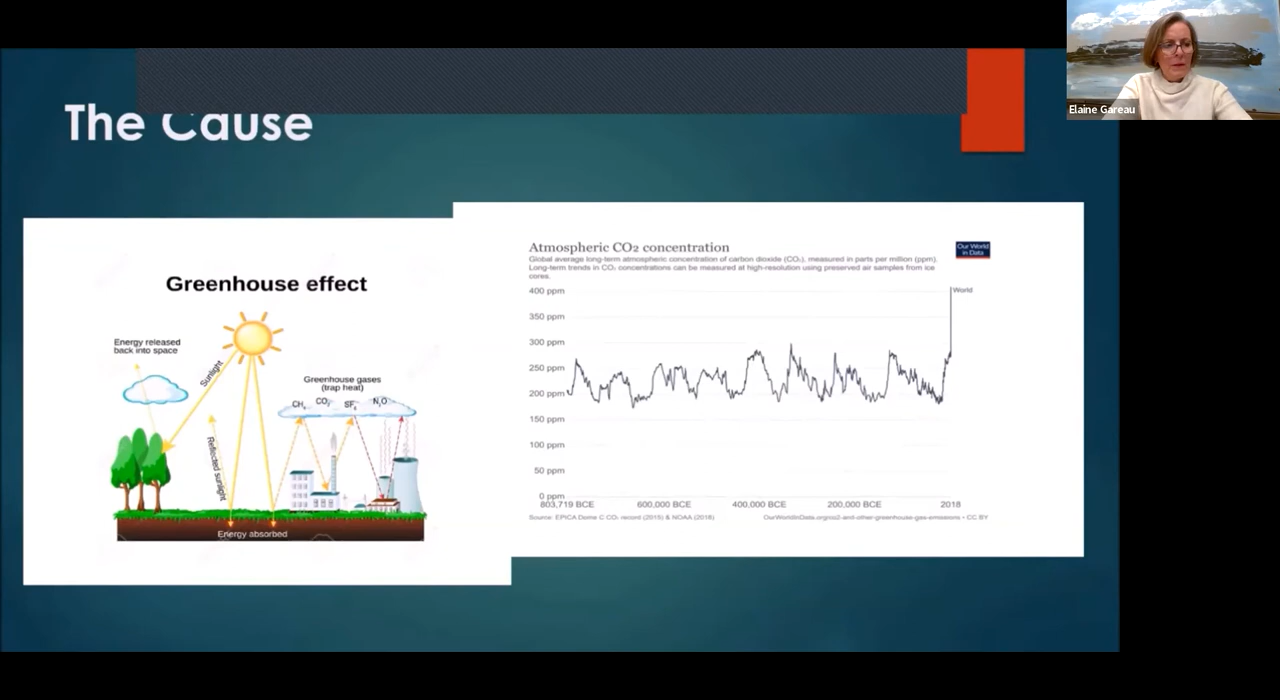 Elaine Gareau
The Cause
Greenhouse effect
Energy released
back into space
Sunlight
Reflected sunlight
Greenhouse gases
(trap heat)
CH₄ CO₂ SF₆ N₂O
Energy absorbed
Atmospheric CO₂ concentration
Our World
in Data
Global average long-term atmospheric concentration of carbon dioxide (CO₂), measured in parts per million (ppm).
Long-term trends in CO₂ concentrations can be measured at high-resolution using preserved air samples from ice
cores.
400 ppm
World
350 ppm
300 ppm
250 ppm
200 ppm
150 ppm
100 ppm
50 ppm
0 ppm
803,719 BCE 600,000 BCE 400,000 BCE 200,000 BCE 2018
Source: EPICA Dome C CO₂ record (2015) & NOAA (2018) OurWorldInData.org/co2-and-other-greenhouse-gas-emissions • CC BY